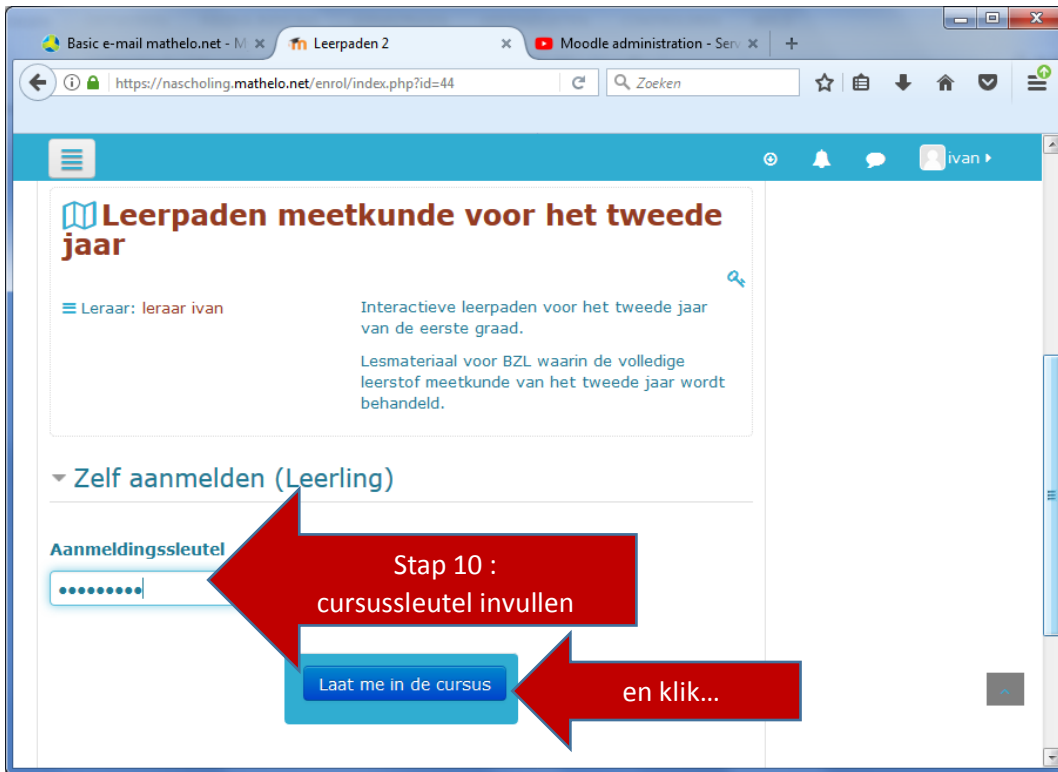 Basic e-mail mathelo.net - M
Leerpaden 2
Moodle administration - Serv
https://nascholing.mathelo.net/enrol/index.php?id=44
Zoeken
ivan
Leerpaden meetkunde voor het tweede
jaar
Leraar: leraar ivan
Interactieve leerpaden voor het tweede jaar
van de eerste graad.
Lesmateriaal voor BZL waarin de volledige
leerstof meetkunde van het tweede jaar wordt
behandeld.
Zelf aanmelden (Leerling)
Aanmeldingssleutel
•••••••••
Stap 10 :
cursussleutel invullen
Laat me in de cursus
en klik...